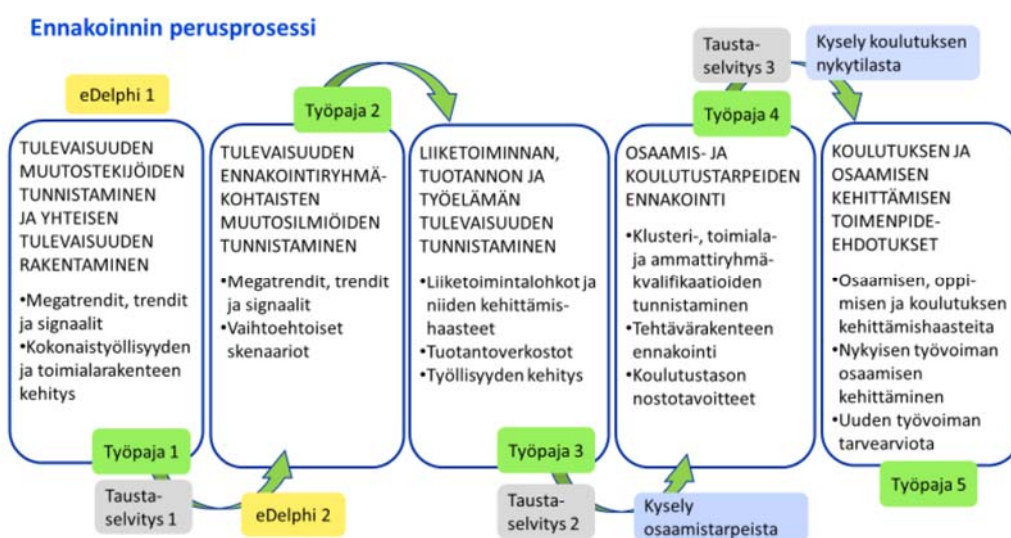 Ennakoinnin perusprosessi
eDelphi 1
TULEVAISUUDEN
MUUTOSTEKIJÖIDEN
TUNNISTAMINEN
JA YHTEISEN
TULEVAISUUDEN
RAKENTAMINEN
•Megatrendit, trendit
ja signaalit
•Kokonaistyöllisyyden
ja toimialarakenteen
kehitys
Työpaja 1
Tausta-
selvitys 1
eDelphi 2
Työpaja 2
TULEVAISUUDEN
ENNAKOINTIRYHMÄ-
KOHTAISTEN
MUUTOSILMIÖIDEN
TUNNISTAMINEN
•Megatrendit, trendit
ja signaalit
•Vaihtoehtoiset
skenaariot
LIIKETOIMINNAN,
TUOTANNON JA
TYÖELÄMÄN
TULEVAISUUDEN
TUNNISTAMINEN
•Liiketoimintalohkot ja
niiden kehittämis-
haasteet
•Tuotantoverkostot
•Työllisyyden kehitys
Työpaja 3
Tausta-
selvitys 2
Kysely
osaamistarpeista
Tausta-
selvitys 3
Kysely koulutuksen
nykytilasta
Työpaja 4
OSAAMIS- JA
KOULUTUSTARPEIDEN
ENNAKOINTI
•Klusteri-, toimiala-
ja ammattiryhmä-
kvalifikaatioiden
tunnistaminen
•Tehtävärakenteen
ennakointi
•Koulutustason
nostotavoitteet
KOULUTUKSEN JA
OSAAMISEN
KEHITTÄMISEN
TOIMENPIDE-
EHDOTUKSET
•Osaamisen, oppi-
misen ja koulutuksen
kehittämishaasteita
•Nykyisen työvoiman
osaamisen
kehittäminen
•Uuden työvoiman
tarvearviota
Työpaja 5